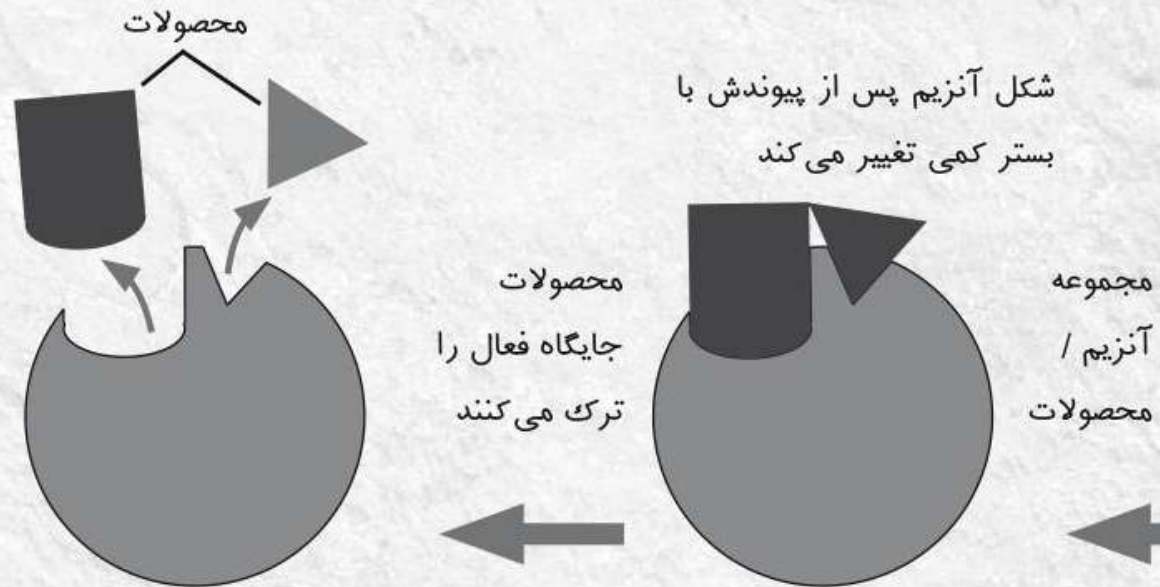 محصولات
شکل آنزیم پس از پیوندش با
بستر کمی تغییر می‌کند
مجموعه
آنزیم /
محصولات
محصولات
جایگاه فعال را
ترک می‌کنند